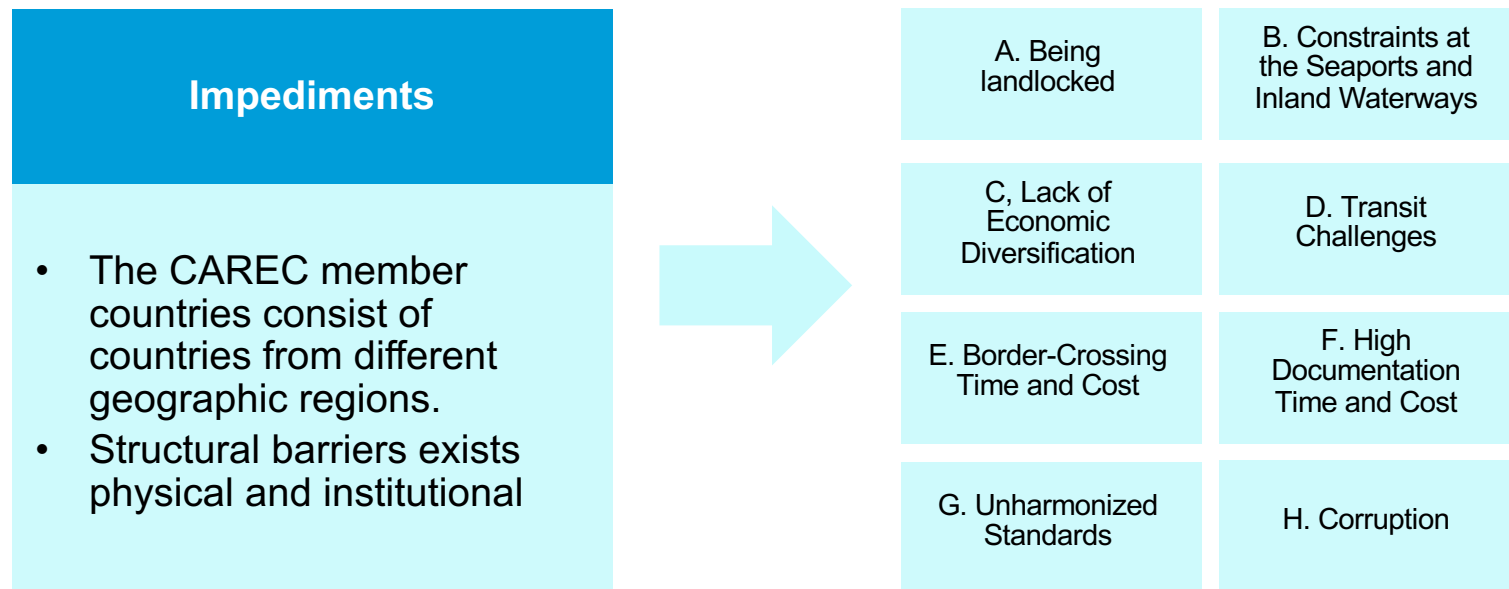 Impediments
• The CAREC member
countries consist of
countries from different
geographic regions.
• Structural barriers exists
physical and institutional
A. Being
landlocked
B. Constraints at
the Seaports and
Inland Waterways
C, Lack of
Economic
Diversification
D. Transit
Challenges
E. Border-Crossing
Time and Cost
F. High
Documentation
Time and Cost
G. Unharmonized
Standards
H. Corruption